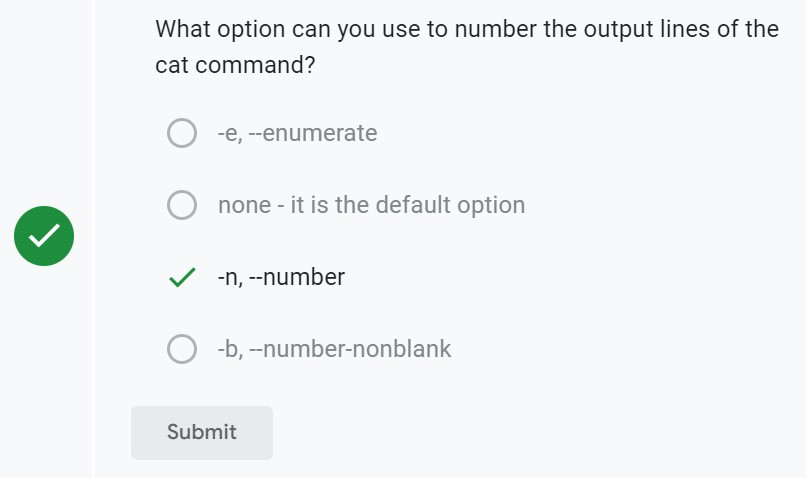 What option can you use to number the output lines of the
cat command?
-e, --enumerate
none - it is the default option
-n, --number
-b, --number-nonblank
Submit